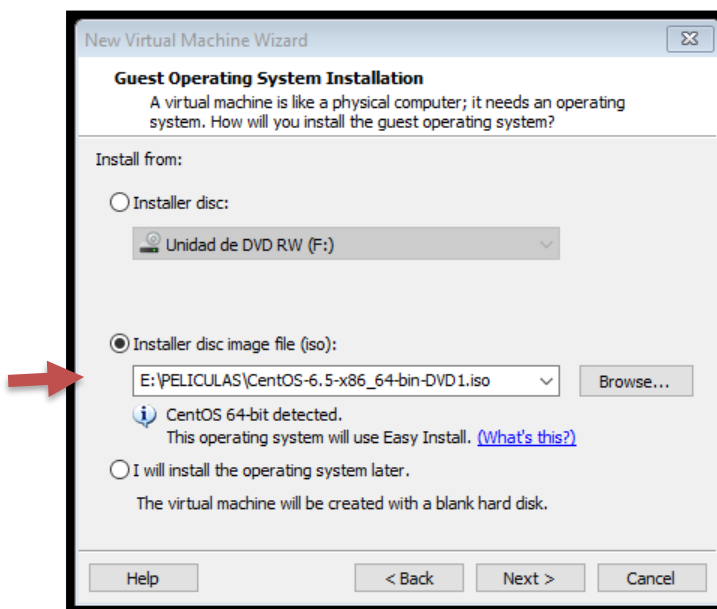 New Virtual Machine Wizard
Guest Operating System Installation
A virtual machine is like a physical computer; it needs an operating
system. How will you install the guest operating system?
Install from:
Installer disc:
Unidad de DVD RW (F:)
Installer disc image file (iso):
E:\PELICULAS\CentOS-6.5-x86_64-bin-DVD1.iso
Browse...
CentOS 64-bit detected.
This operating system will use Easy Install. (What's this?)
I will install the operating system later.
The virtual machine will be created with a blank hard disk.
Help
< Back
Next >
Cancel